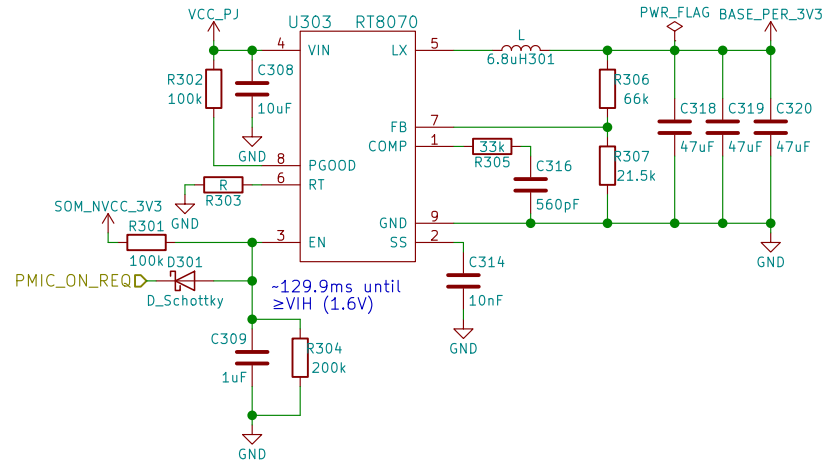 VCC_PJ
U303 RT8070
PWR_FLAG
BASE_PER_3V3
4 VIN
LX 5
L
6.8uH301
R302
100k
C308
10uF
GND
R306
66k
C318
47uF
C319
47uF
C320
47uF
FB 7
COMP 1
33k
R305
8 PGOOD
6 RT
R
R303
GND
C316
560pF
R307
21.5k
SOM_NVCC_3V3
R301
100k
GND 9
3 EN
SS 2
GND
D301
PMIC_ON_REQ
D_Schottky
~129.9ms until
≥VIH (1.6V)
C314
10nF
GND
C309
1uF
R304
200k
GND